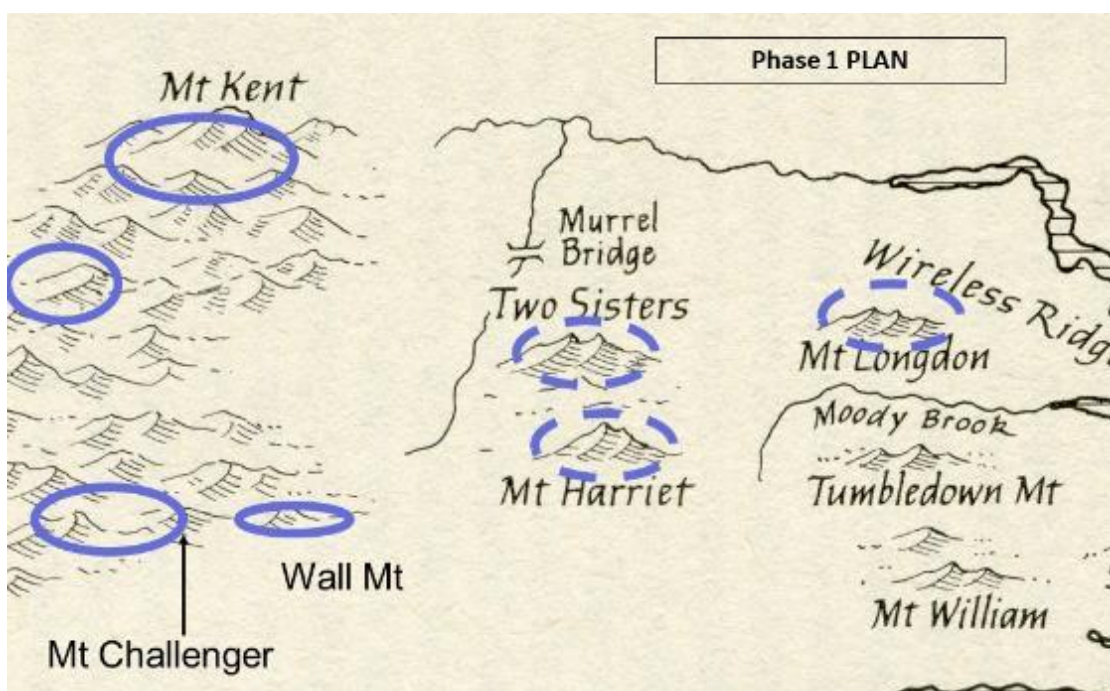 Phase 1 PLAN
Mt Kent
Murrel
Bridge
Wireless Ridge
Two Sisters
Mt Longdon
Moody Brook
Mt Harriet
Tumbledown Mt
Wall Mt
Mt William
Mt Challenger